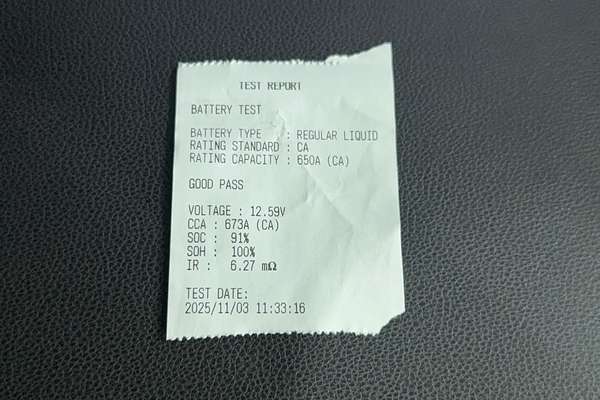 TEST REPORT
BATTERY TEST
BATTERY TYPE : REGULAR LIQUID
RATING STANDARD : CA
RATING CAPACITY : 650A (CA)
GOOD PASS
VOLTAGE : 12.59V
CCA : 673A (CA)
SOC : 91%
SOH : 100%
IR : 6.27 mΩ
TEST DATE:
2025/11/03 11:33:16